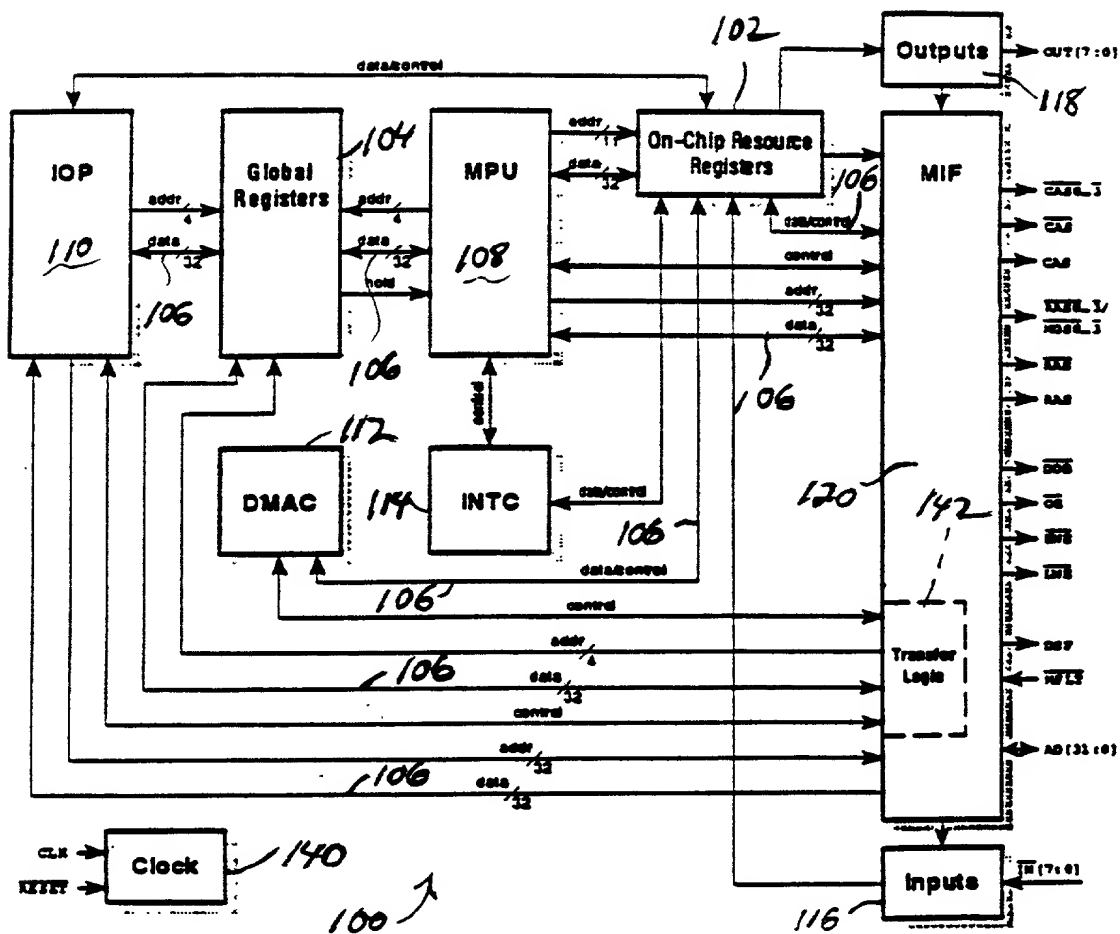 102
Outputs
OUT[7:0]
118
data/control
IOP
110
104
Global
Registers
MPU
108
On-Chip Resource
Registers
MIF
addr
data
32
addr
4
data
32
106
addr
4
data
32
hold
106
106
data/control
control
addr
32
data
32
106
CAS
CAS
RAS
RAS
OE
DSF
AD[31:0]
control
112
DMAC
114
INTC
data/control
106
data/control
106
120
142
control
addr
4
Transfer
Logic
106
data
32
control
addr
32
106
data
32
CLK
RESET
Clock
140
100
Inputs
IN[7:0]
116